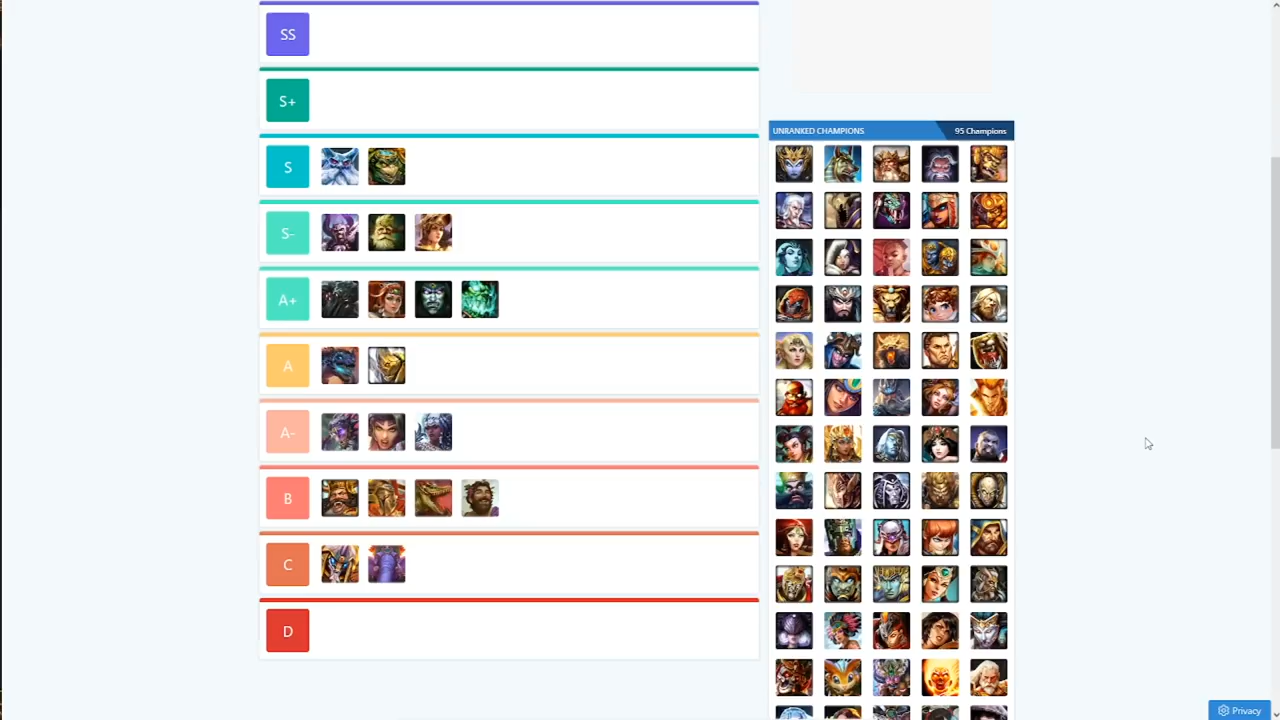 SS
S+
UNRANKED CHAMPIONS
95 Champions
S
S-
A+
A
A-
B
C
D
Privacy